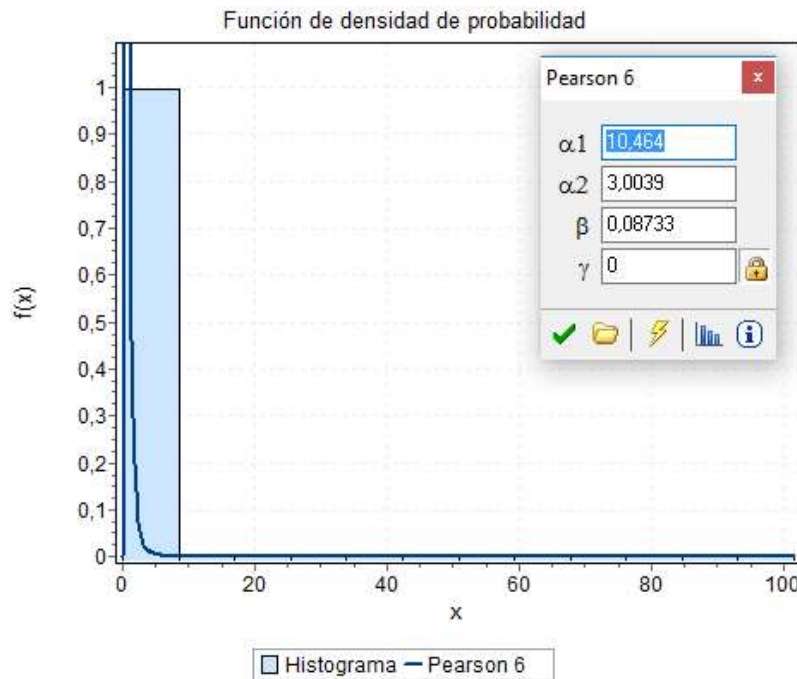 Función de densidad de probabilidad
f(x)
1
0,9
0,8
0,7
0,6
0,5
0,4
0,3
0,2
0,1
0
0 20 40 60 80 100
x
Histograma Pearson 6
Pearson 6
x
α1 10,464
α2 3,0039
β 0,08733
γ 0